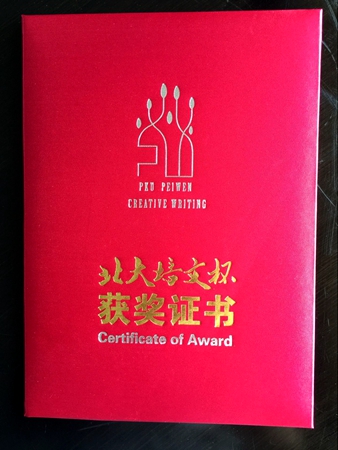 PKU PEIWEN
CREATIVE WRITING
北大培文杯
获奖证书
Certificate of Award